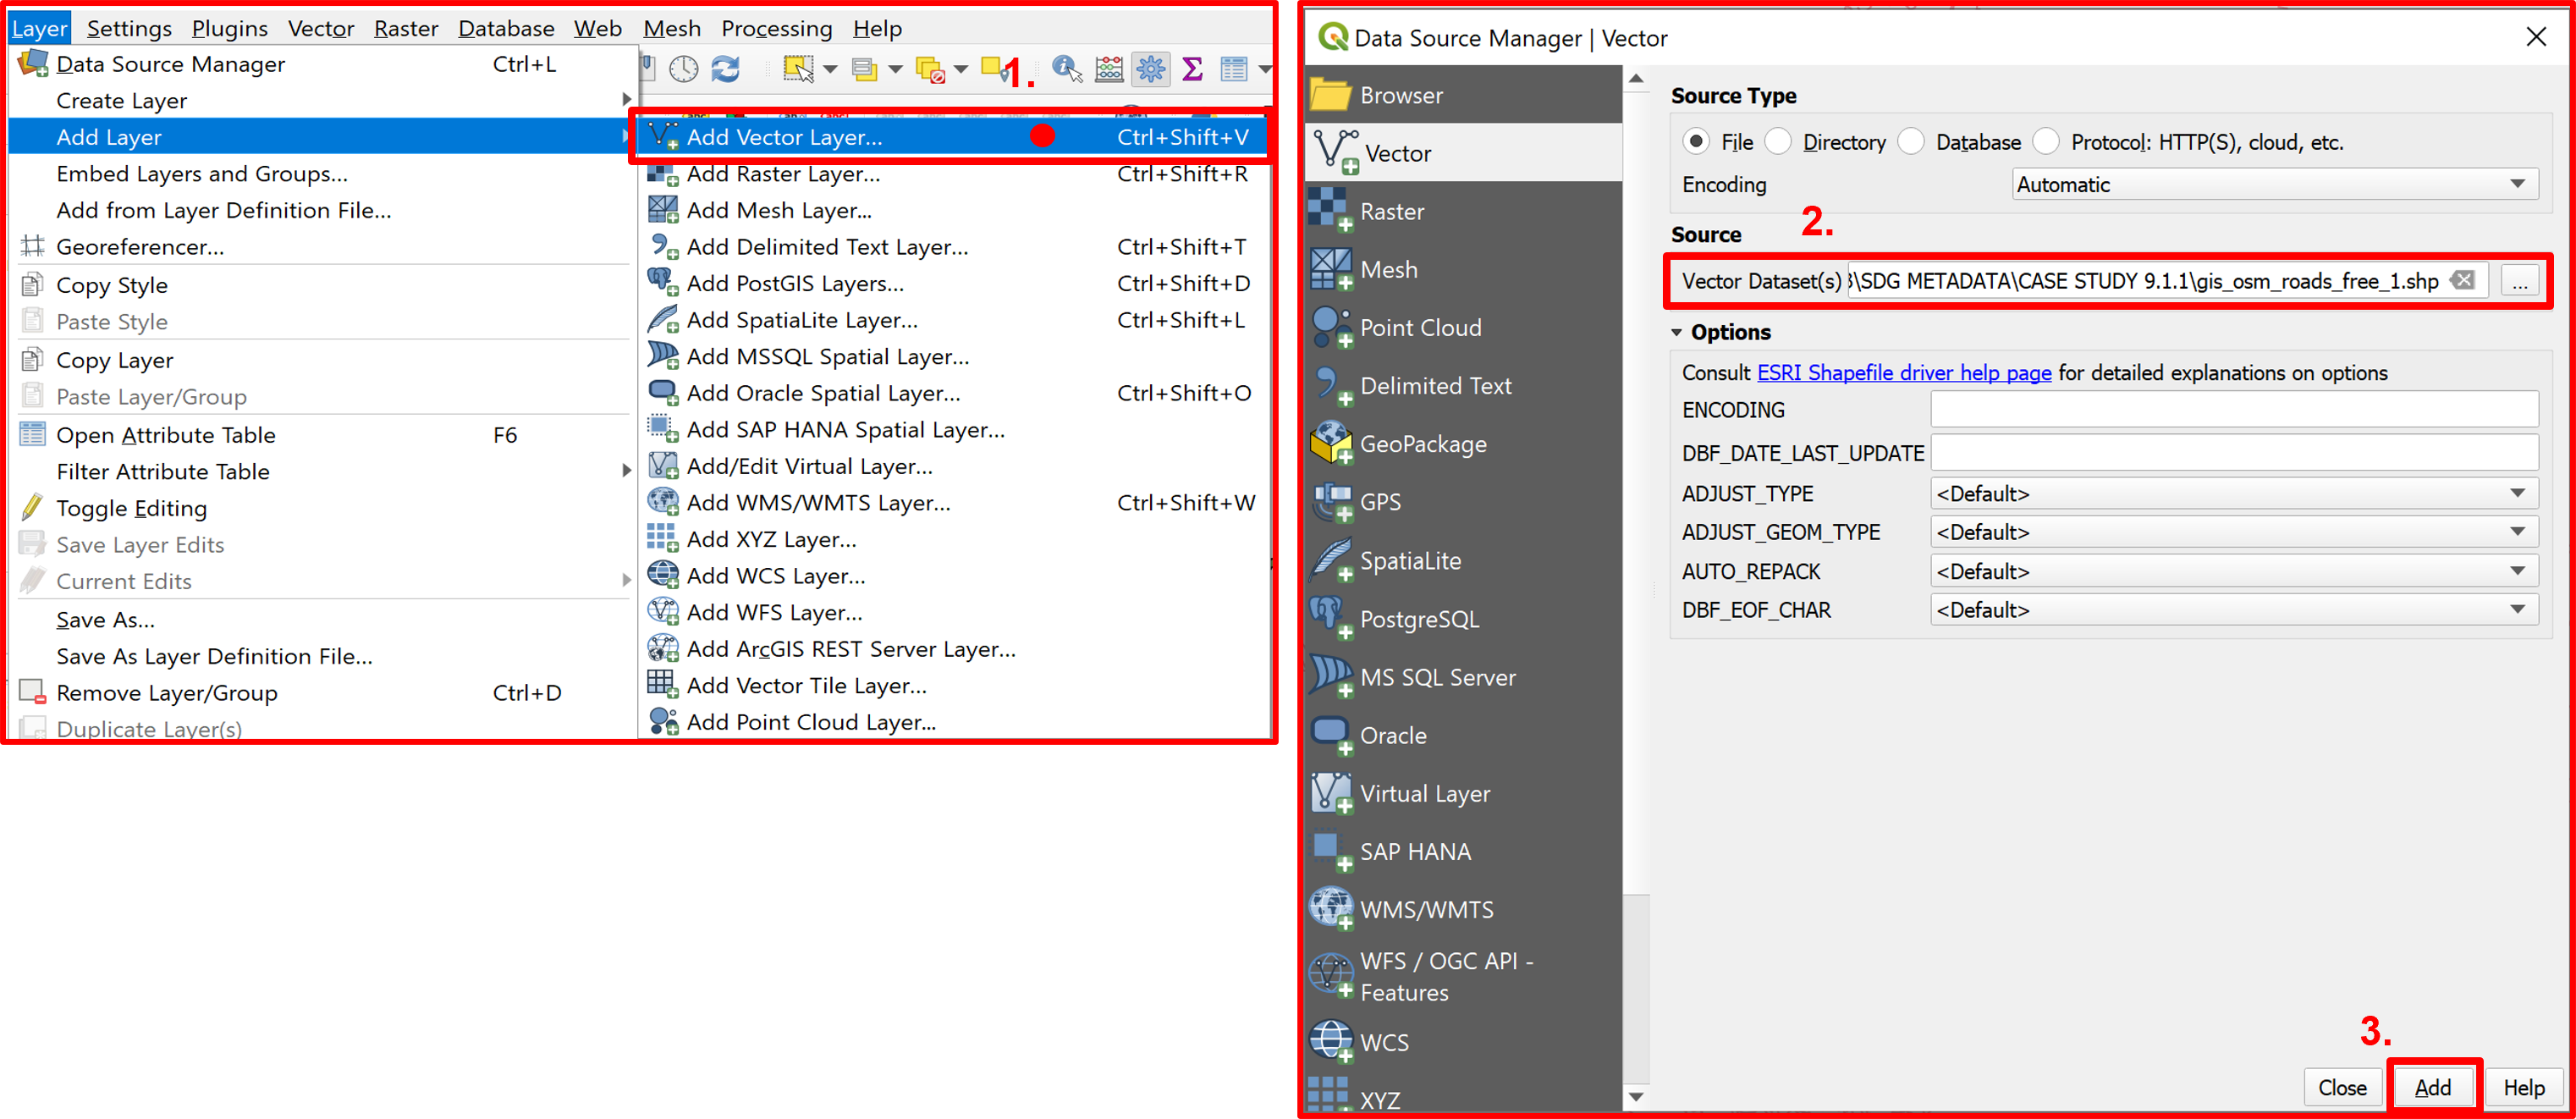 Layer Settings Plugins Vector Raster Database Web Mesh Processing Help
1.
Data Source Manager Ctrl+L
Create Layer
Add Layer
Embed Layers and Groups...
Add from Layer Definition File...
Georeferencer...
Copy Style
Paste Style
Copy Layer
Paste Layer/Group
Open Attribute Table F6
Filter Attribute Table
Toggle Editing
Save Layer Edits
Current Edits
Save As...
Save As Layer Definition File...
Remove Layer/Group Ctrl+D
Duplicate Layer(s)
Add Vector Layer... Ctrl+Shift+V
Add Raster Layer... Ctrl+Shift+R
Add Mesh Layer...
Add Delimited Text Layer... Ctrl+Shift+T
Add PostGIS Layers... Ctrl+Shift+D
Add SpatiaLite Layer... Ctrl+Shift+L
Add MSSQL Spatial Layer...
Add Oracle Spatial Layer... Ctrl+Shift+O
Add SAP HANA Spatial Layer...
Add/Edit Virtual Layer...
Add WMS/WMTS Layer... Ctrl+Shift+W
Add XYZ Layer...
Add WCS Layer...
Add WFS Layer...
Add ArcGIS REST Server Layer...
Add Vector Tile Layer...
Add Point Cloud Layer...
Data Source Manager | Vector
Browser
Vector
Raster
Mesh
Point Cloud
Delimited Text
GeoPackage
GPS
SpatiaLite
PostgreSQL
MS SQL Server
Oracle
Virtual Layer
SAP HANA
WMS/WMTS
WFS / OGC API -
Features
WCS
XYZ
Source Type
File Directory Database Protocol: HTTP(S), cloud, etc.
Encoding Automatic
2.
Source
Vector Dataset(s) \SDG METADATA\CASE STUDY 9.1.1\gis_osm_roads_free_1.shp ...
Options
Consult ESRI Shapefile driver help page for detailed explanations on options
ENCODING
DBF_DATE_LAST_UPDATE
ADJUST_TYPE <Default>
ADJUST_GEOM_TYPE <Default>
AUTO_REPACK <Default>
DBF_EOF_CHAR <Default>
3.
Close Add Help